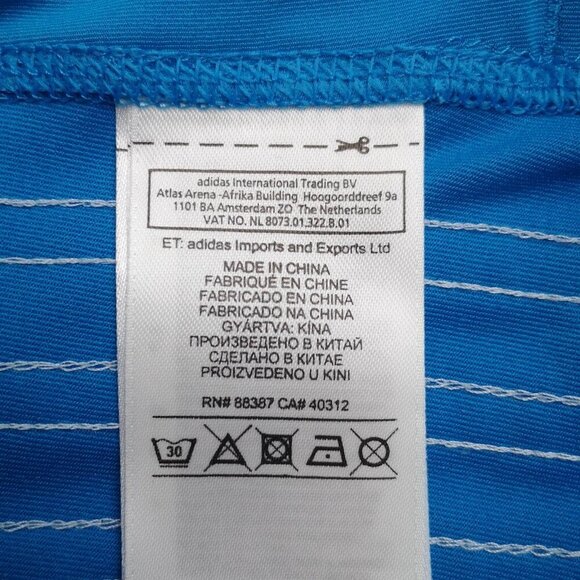 adidas International Trading BV
Atlas Arena -Afrika Building Hoogoorddreef 9a
1101 BA Amsterdam ZO The Netherlands
VAT NO. NL 8073.01.322.B.01
ET: adidas Imports and Exports Ltd
MADE IN CHINA
FABRIQUÉ EN CHINE
FABRICADO EN CHINA
FABRICADO NA CHINA
GYÁRTVA: KÍNA
ПРОИЗВЕДЕНО В КИТАЙ
СДЕЛАНО В КИТАЕ
PROIZVEDENO U KINI
RN# 88387 CA# 40312
30